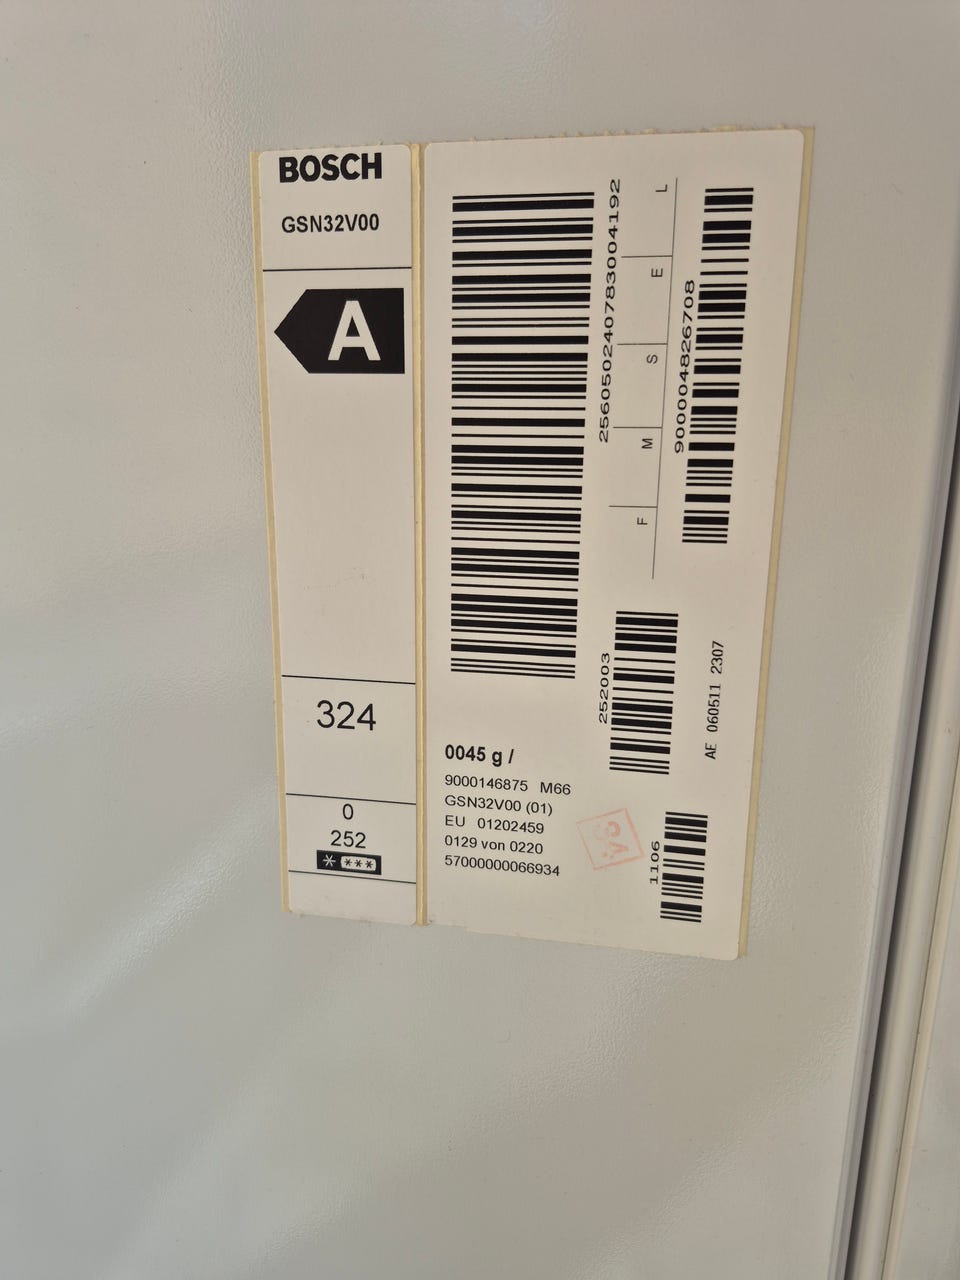 BOSCH
GSN32V00
A
324
0
252
* ***
256050240783004192
L
E
S
M
F
900004826708
252003
AE 060511 2307
0045 g /
9000146875 M66
GSN32V00 (01)
EU 01202459
0129 von 0220
57000000066934
1106